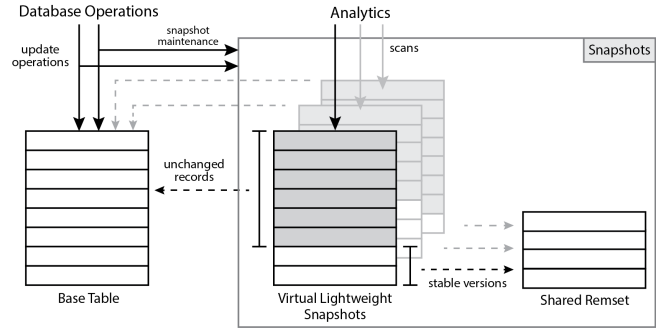 Database Operations
Analytics
snapshot
maintenance
update
operations
scans
Snapshots
unchanged
records
stable versions
Base Table
Virtual Lightweight
Snapshots
Shared Remset